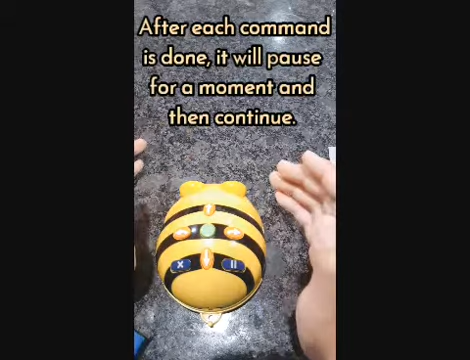 After each command
is done, it will pause
for a moment and
then continue.
X